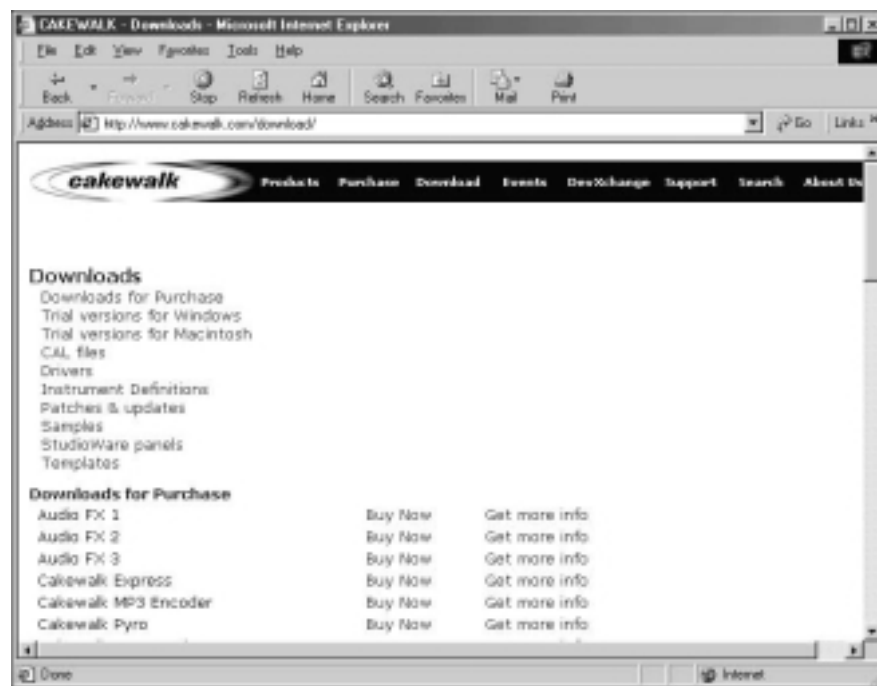 CAKEWALK - Downloads - Microsoft Internet Explorer
File Edit View Favorites Tools Help
Back Forward Stop Refresh Home Search Favorites Mail Print
Address http://www.cakewalk.com/download/ Go Links »
cakewalk Products Purchase Download Events DevXchange Support Search About Us
Downloads
Downloads for Purchase
Trial versions for Windows
Trial versions for Macintosh
CAL files
Drivers
Instrument Definitions
Patches & updates
Samples
StudioWare panels
Templates
Downloads for Purchase
Audio FX 1 Buy Now Get more info
Audio FX 2 Buy Now Get more info
Audio FX 3 Buy Now Get more info
Cakewalk Express Buy Now Get more info
Cakewalk MP3 Encoder Buy Now Get more info
Cakewalk Pyro Buy Now Get more info
Done Internet